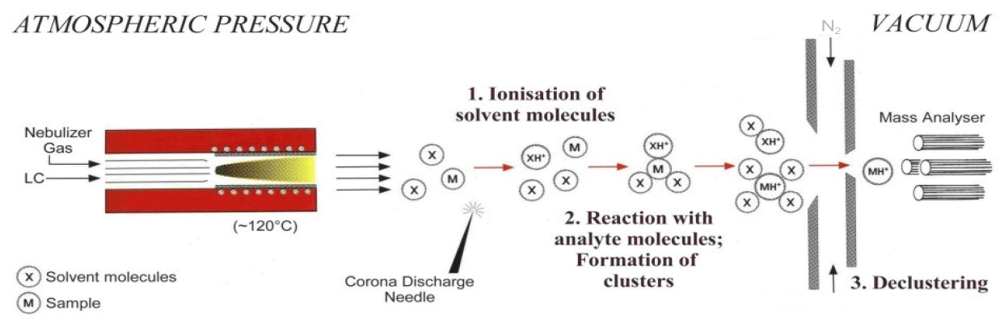 ATMOSPHERIC PRESSURE
N2
VACUUM
1. Ionisation of
solvent molecules
Nebulizer
Gas
LC
(~120°C)
X
M
X
XH+
M
X
X
XH+
M
X
X
X
XH+
X
X
MH+
X
X
MH+
Mass Analyser
2. Reaction with
analyte molecules;
Formation of
clusters
Corona Discharge
Needle
3. Declustering
X Solvent molecules
M Sample